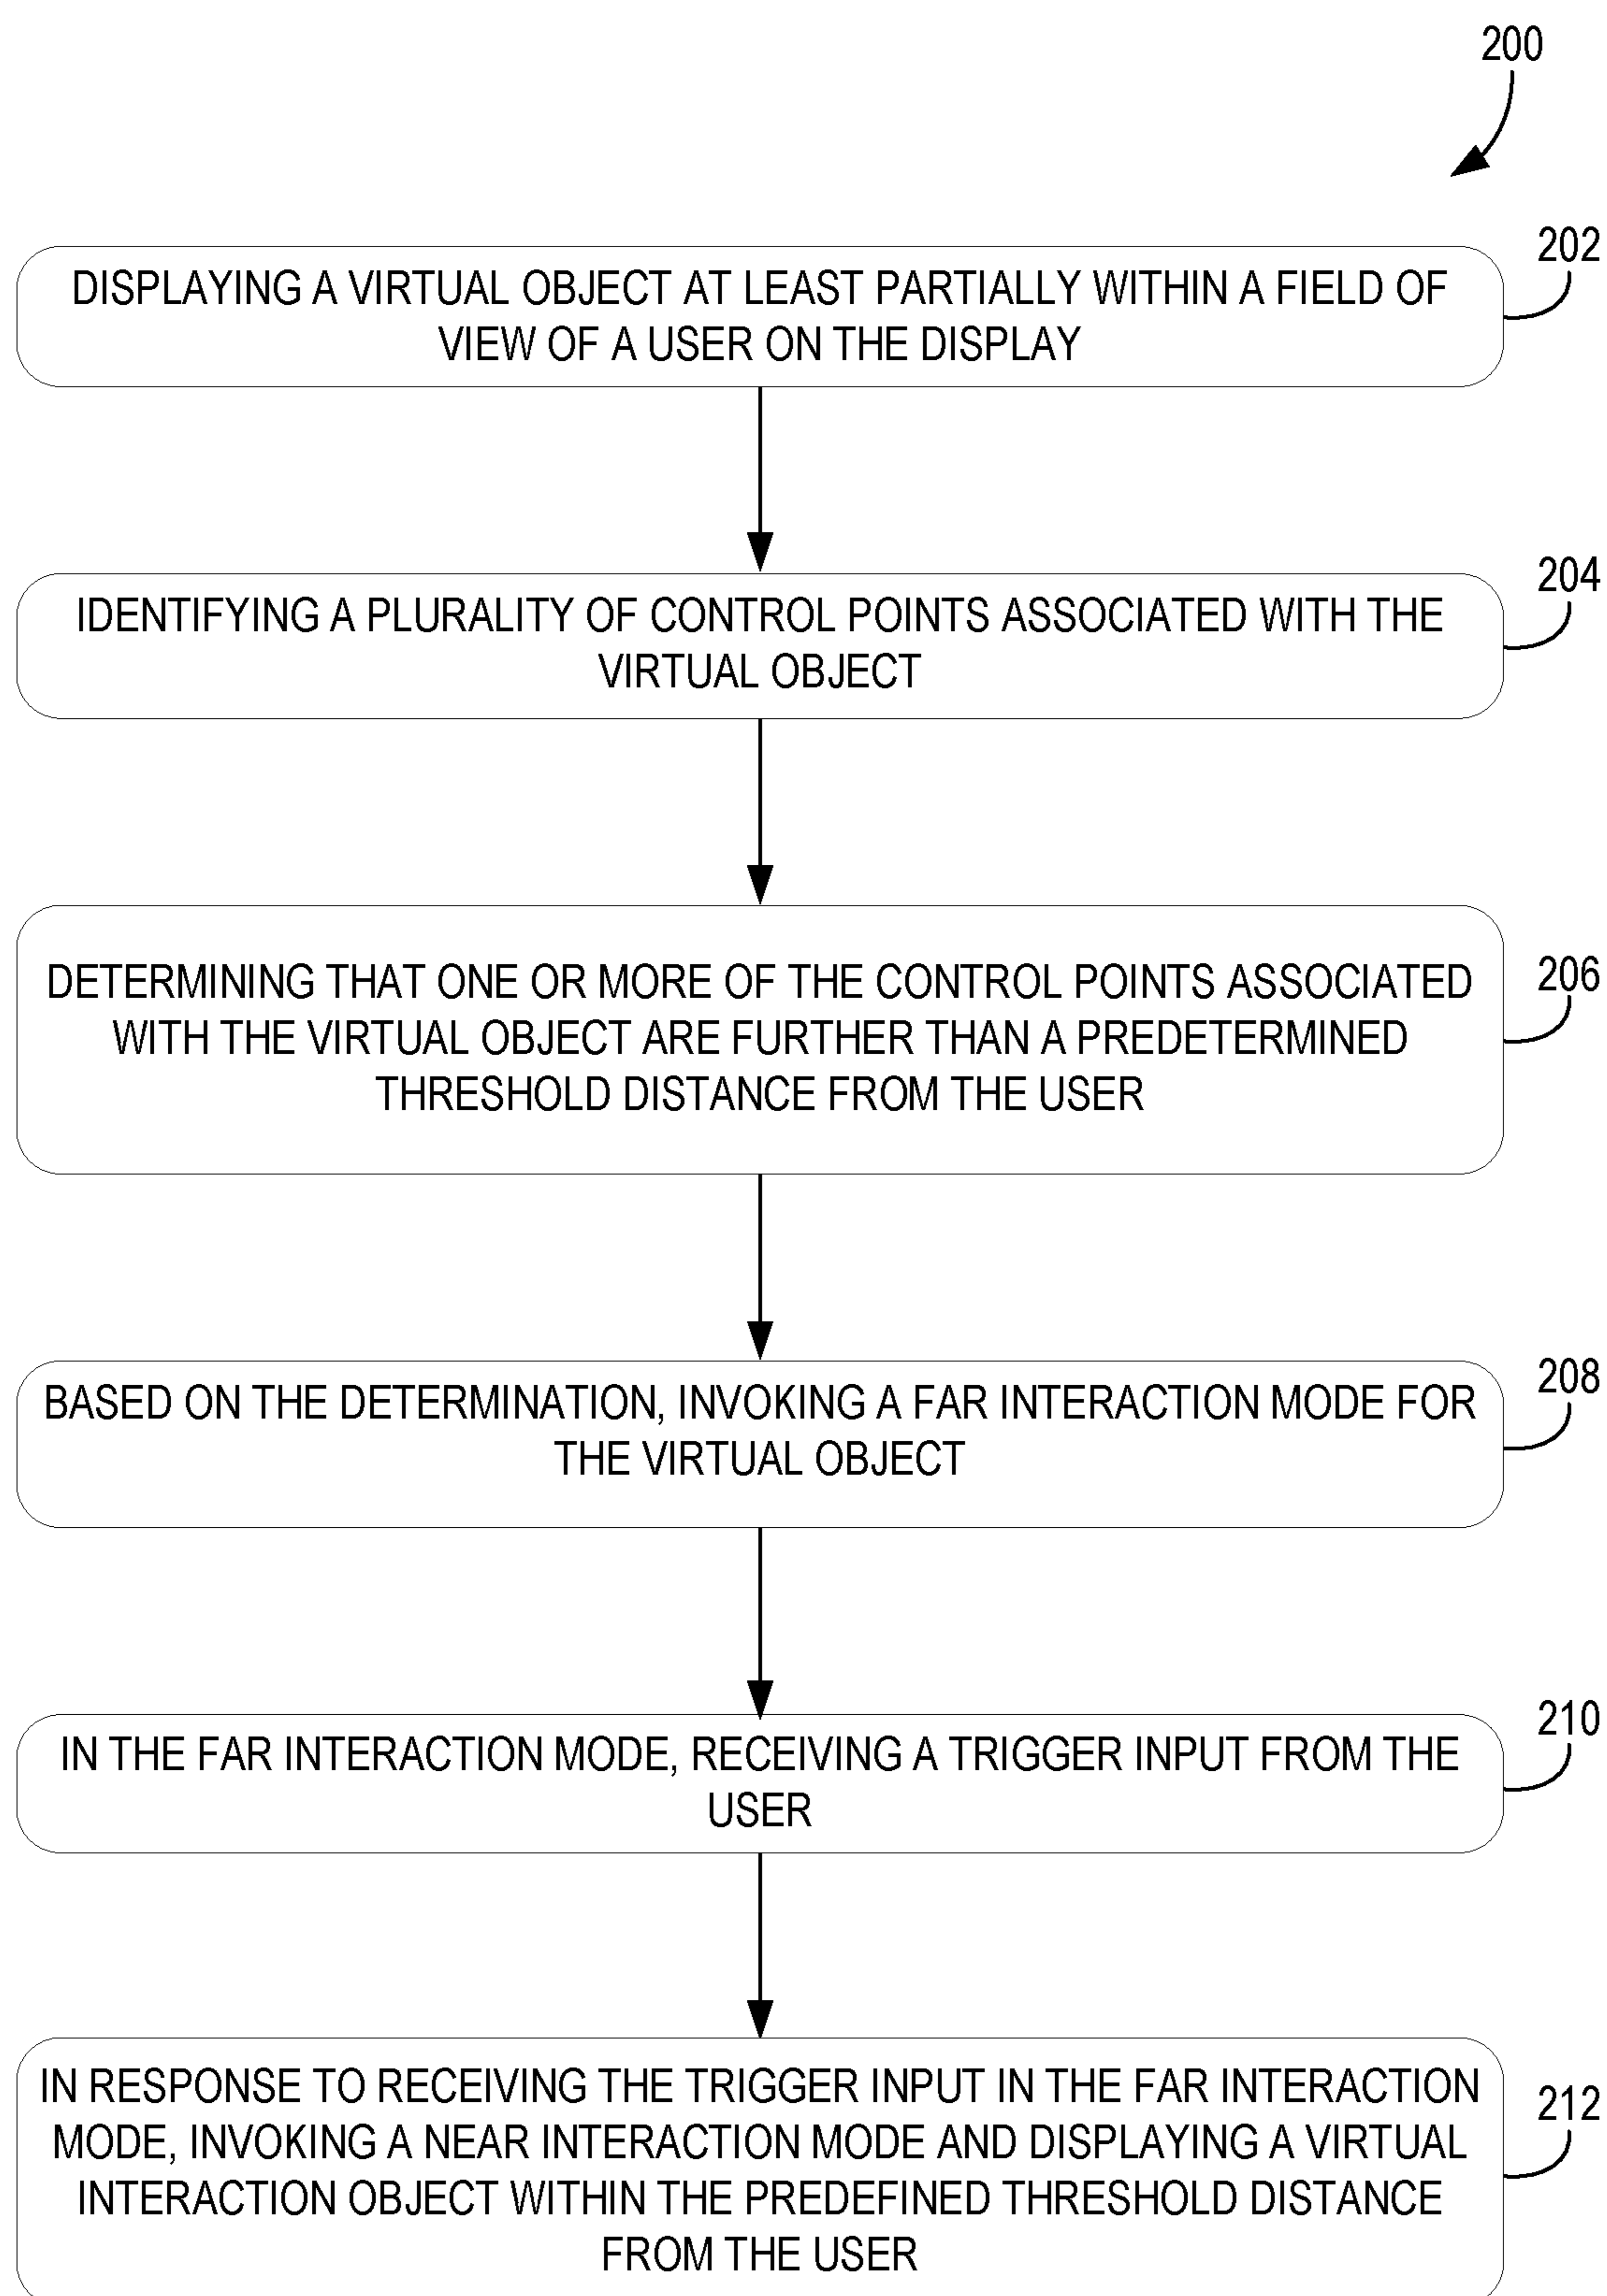 200
202
DISPLAYING A VIRTUAL OBJECT AT LEAST PARTIALLY WITHIN A FIELD OF
VIEW OF A USER ON THE DISPLAY
204
IDENTIFYING A PLURALITY OF CONTROL POINTS ASSOCIATED WITH THE
VIRTUAL OBJECT
206
DETERMINING THAT ONE OR MORE OF THE CONTROL POINTS ASSOCIATED
WITH THE VIRTUAL OBJECT ARE FURTHER THAN A PREDETERMINED
THRESHOLD DISTANCE FROM THE USER
208
BASED ON THE DETERMINATION, INVOKING A FAR INTERACTION MODE FOR
THE VIRTUAL OBJECT
210
IN THE FAR INTERACTION MODE, RECEIVING A TRIGGER INPUT FROM THE
USER
212
IN RESPONSE TO RECEIVING THE TRIGGER INPUT IN THE FAR INTERACTION
MODE, INVOKING A NEAR INTERACTION MODE AND DISPLAYING A VIRTUAL
INTERACTION OBJECT WITHIN THE PREDEFINED THRESHOLD DISTANCE
FROM THE USER